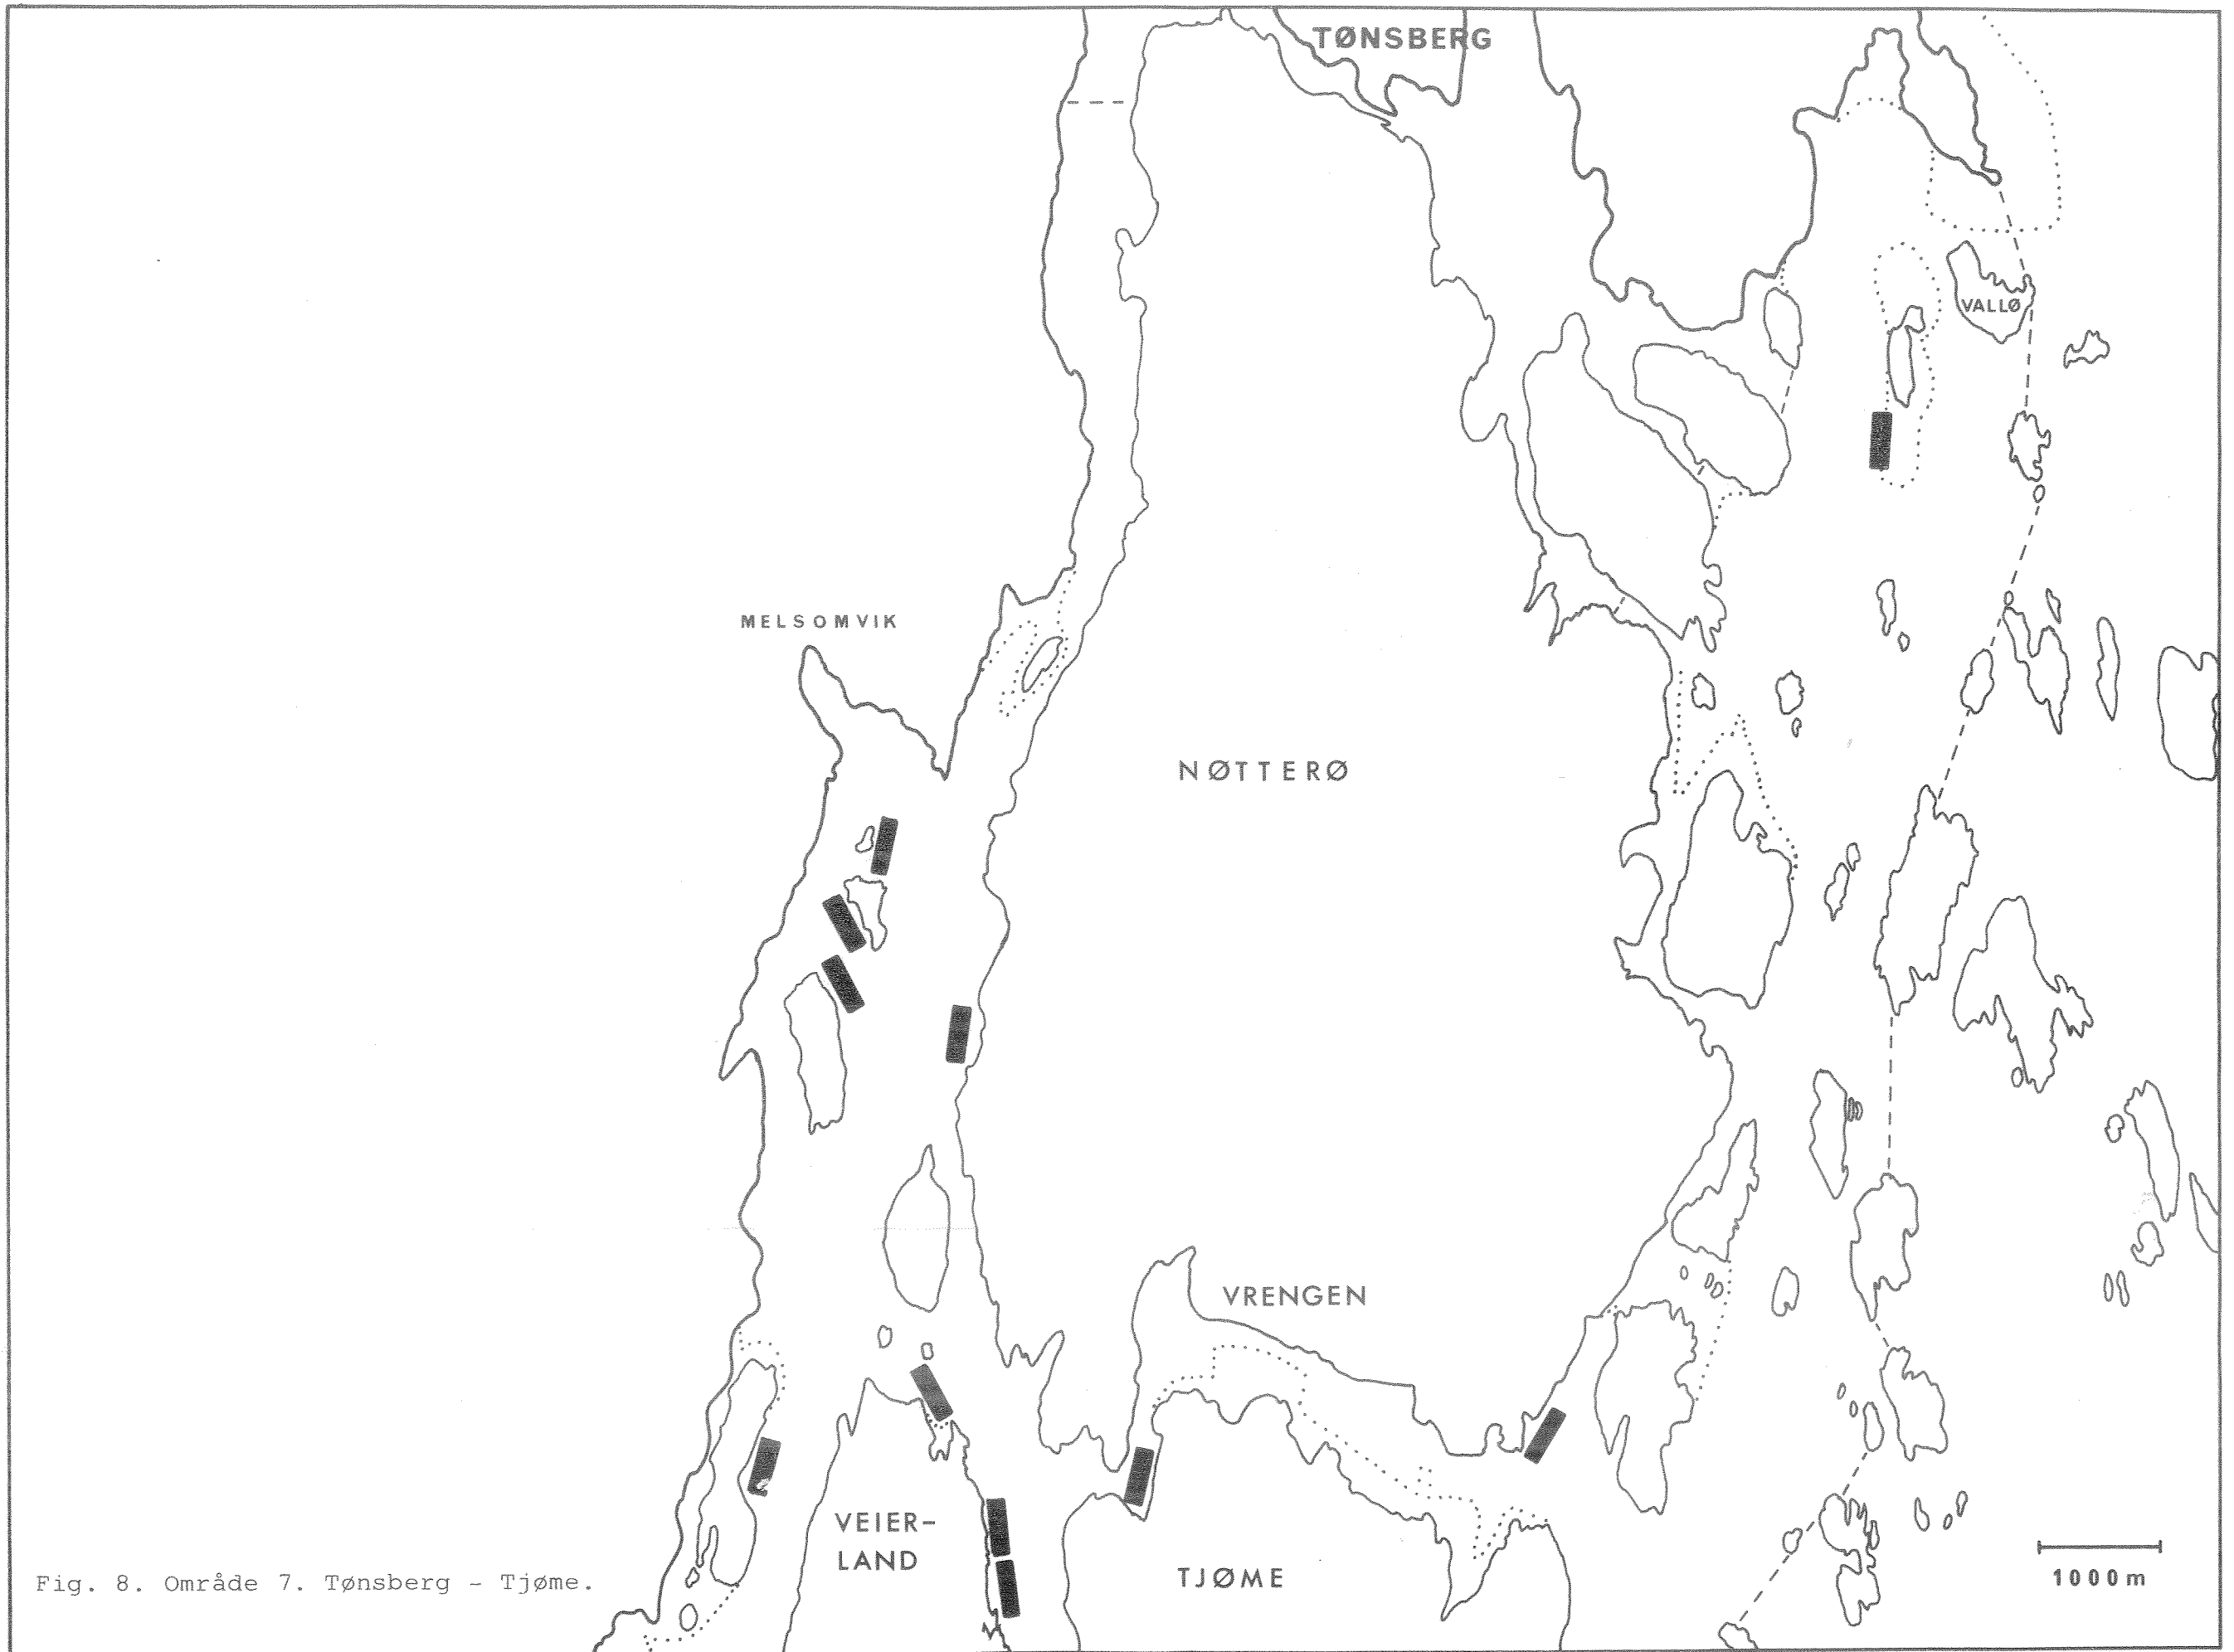 TØNSBERG
VALLØ
MELSOMVIK
NØTTERØ
VRENGEN
VEIER-
LAND
TJØME
1000m
Fig. 8. Område 7. Tønsberg - Tjøme.